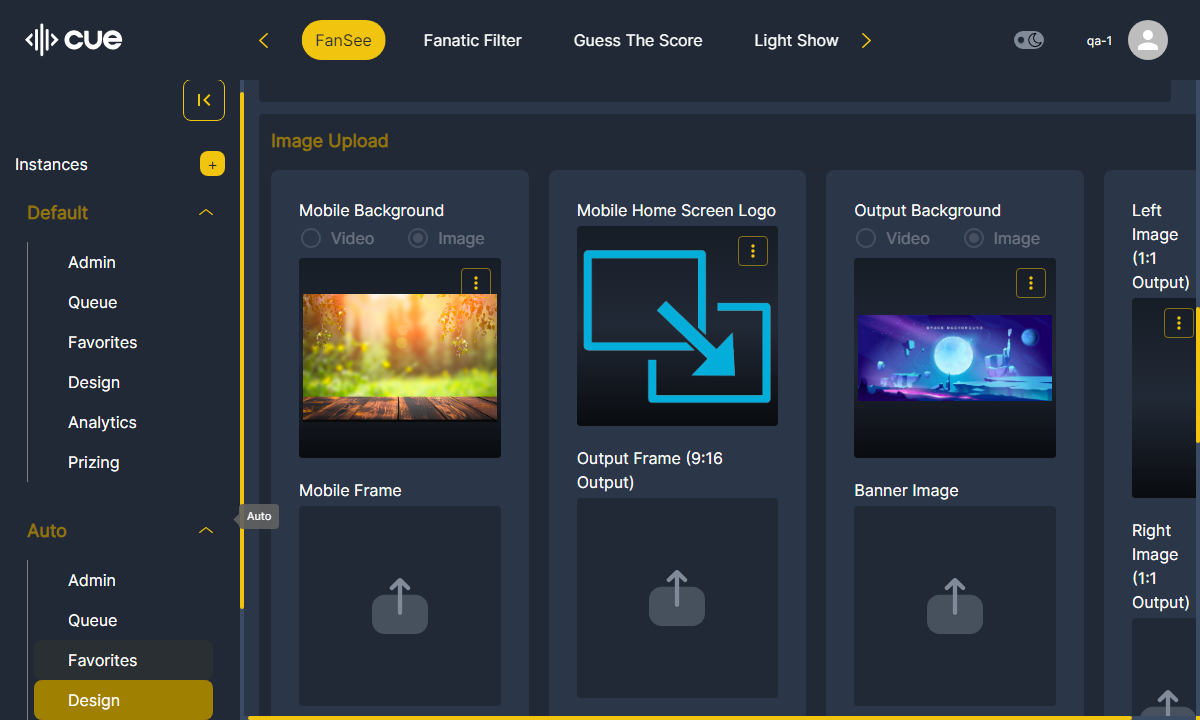 CUE
FanSee
Fanatic Filter
Guess The Score
Light Show
qa-1
Instances
+
Default
Admin
Queue
Favorites
Design
Analytics
Prizing
Auto
Auto
Admin
Queue
Favorites
Design
Image Upload
Mobile Background
Video
Image
Mobile Frame
Mobile Home Screen Logo
Output Frame (9:16
Output)
Output Background
Video
Image
SPACE BACKGROUND
Banner Image
Left
Image
(1:1
Output)
Right
Image
(1:1
Output)